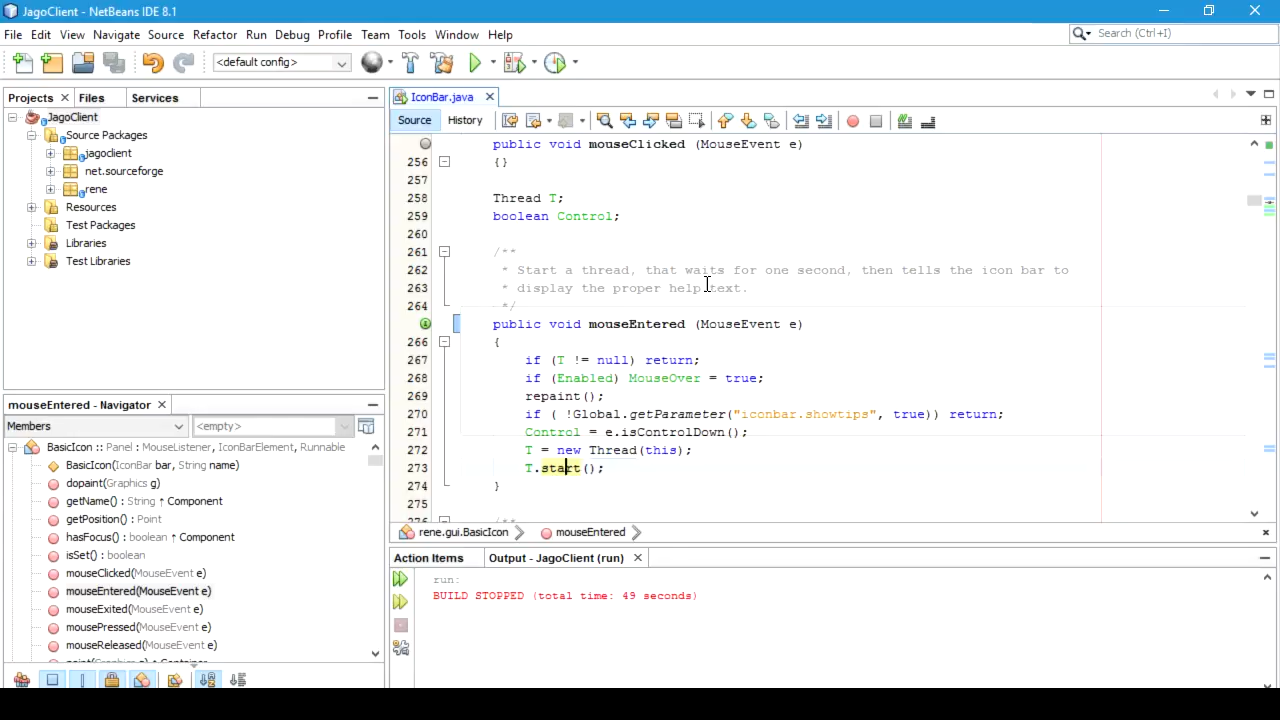 JagoClient - NetBeans IDE 8.1
File Edit View Navigate Source Refactor Run Debug Profile Team Tools Window Help
Search (Ctrl+I)
<default config>
Projects Files Services
JagoClient
Source Packages
jagoclient
net.sourceforge
rene
Resources
Test Packages
Libraries
Test Libraries
mouseEntered - Navigator
Members <empty>
BasicIcon :: Panel : MouseListener, IconBarElement, Runnable
BasicIcon(IconBar bar, String name)
dopaint(Graphics g)
getName() : String ↑ Component
getPosition() : Point
hasFocus() : boolean ↑ Component
isSet() : boolean
mouseClicked(MouseEvent e)
mouseEntered(MouseEvent e)
mouseExited(MouseEvent e)
mousePressed(MouseEvent e)
mouseReleased(MouseEvent e)
IconBar.java
Source History
public void mouseClicked (MouseEvent e)
256 {}
257
258 Thread T;
259 boolean Control;
260
261 /**
262 * Start a thread, that waits for one second, then tells the icon bar to
263 * display the proper help text.
264 */
public void mouseEntered (MouseEvent e)
266 {
267 if (T != null) return;
268 if (Enabled) MouseOver = true;
269 repaint();
270 if ( !Global.getParameter("iconbar.showtips", true)) return;
271 Control = e.isControlDown();
272 T = new Thread(this);
273 T.start();
274 }
275
276 /**
rene.gui.BasicIcon mouseEntered
Action Items Output - JagoClient (run)
run:
BUILD STOPPED (total time: 49 seconds)